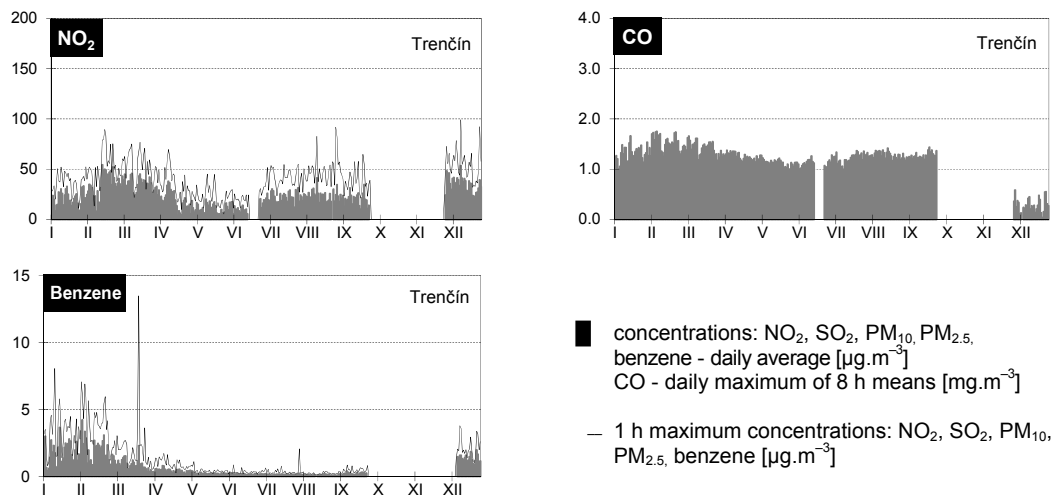 NO₂
Trenčín
200
150
100
50
0
I II III IV V VI VII VIII IX X XI XII
CO
Trenčín
4.0
3.0
2.0
1.0
0.0
I II III IV V VI VII VIII IX X XI XII
Benzene
Trenčín
15
10
5
0
I II III IV V VI VII VIII IX X XI XII
concentrations: NO₂, SO₂, PM₁₀, PM₂.₅,
benzene - daily average [µg.m⁻³]
CO - daily maximum of 8 h means [mg.m⁻³]
1 h maximum concentrations: NO₂, SO₂, PM₁₀,
PM₂.₅, benzene [µg.m⁻³]